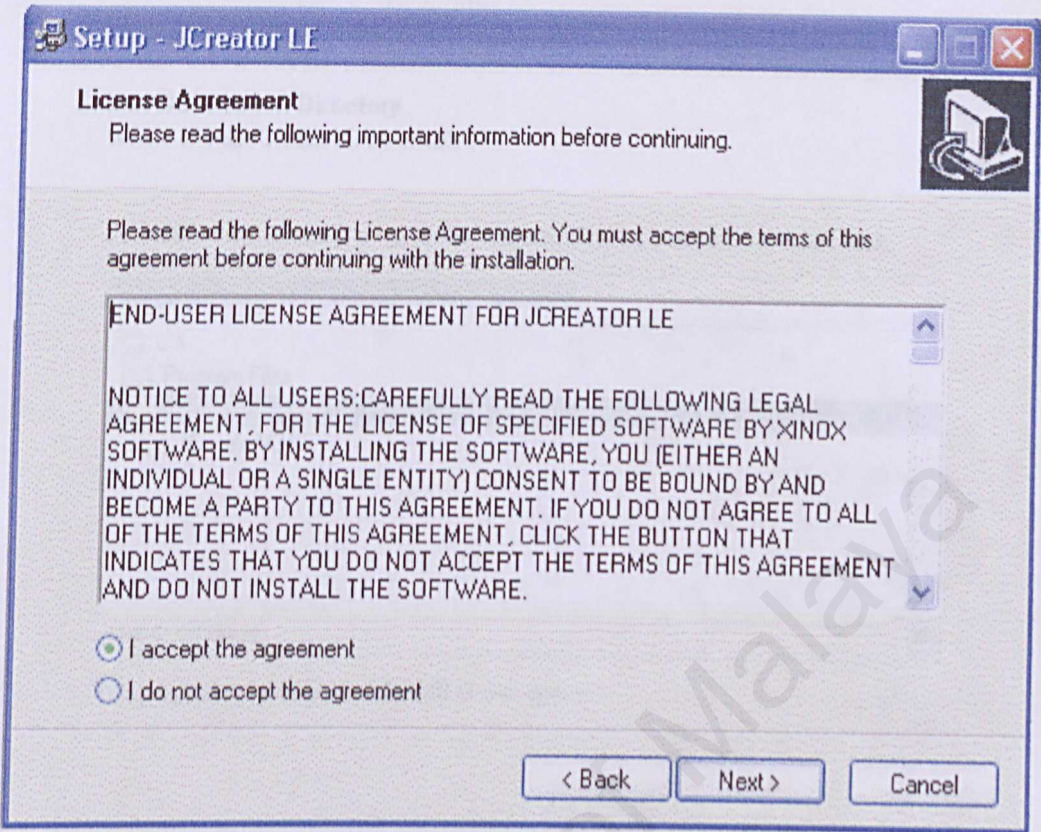 Setup - JCreator LE
License Agreement
Please read the following important information before continuing.
Please read the following License Agreement. You must accept the terms of this
agreement before continuing with the installation.
END-USER LICENSE AGREEMENT FOR JCREATOR LE
NOTICE TO ALL USERS:CAREFULLY READ THE FOLLOWING LEGAL
AGREEMENT, FOR THE LICENSE OF SPECIFIED SOFTWARE BY XINOX
SOFTWARE. BY INSTALLING THE SOFTWARE, YOU (EITHER AN
INDIVIDUAL OR A SINGLE ENTITY) CONSENT TO BE BOUND BY AND
BECOME A PARTY TO THIS AGREEMENT. IF YOU DO NOT AGREE TO ALL
OF THE TERMS OF THIS AGREEMENT, CLICK THE BUTTON THAT
INDICATES THAT YOU DO NOT ACCEPT THE TERMS OF THIS AGREEMENT
AND DO NOT INSTALL THE SOFTWARE.
I accept the agreement
I do not accept the agreement
< Back Next > Cancel
Malaya